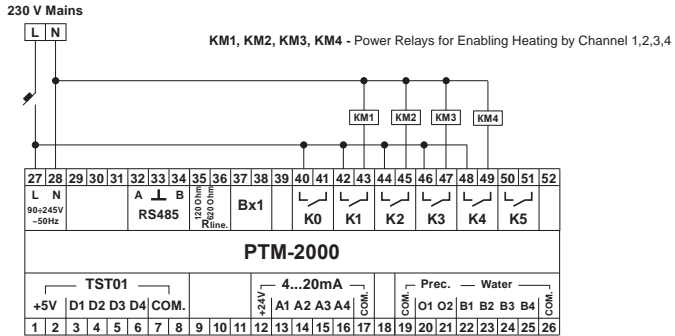 230 V Mains
L N
KM1, KM2, KM3, KM4 - Power Relays for Enabling Heating by Channel 1,2,3,4
KM1 KM2 KM3 KM4
27 28 29 30 31 32 33 34 35 36 37 38 39 40 41 42 43 44 45 46 47 48 49 50 51 52
L N
90÷245V
~50Hz
A B
RS485
120 Ohm
620 Ohm
Rline.
Bx1
K0 K1 K2 K3 K4 K5
PTM-2000
TST01
+5V D1 D2 D3 D4 COM.
+24V
4...20mA
A1 A2 A3 A4
COM.
COM.
Prec. Water
O1 O2 B1 B2 B3 B4
COM.
1 2 3 4 5 6 7 8 9 10 11 12 13 14 15 16 17 18 19 20 21 22 23 24 25 26